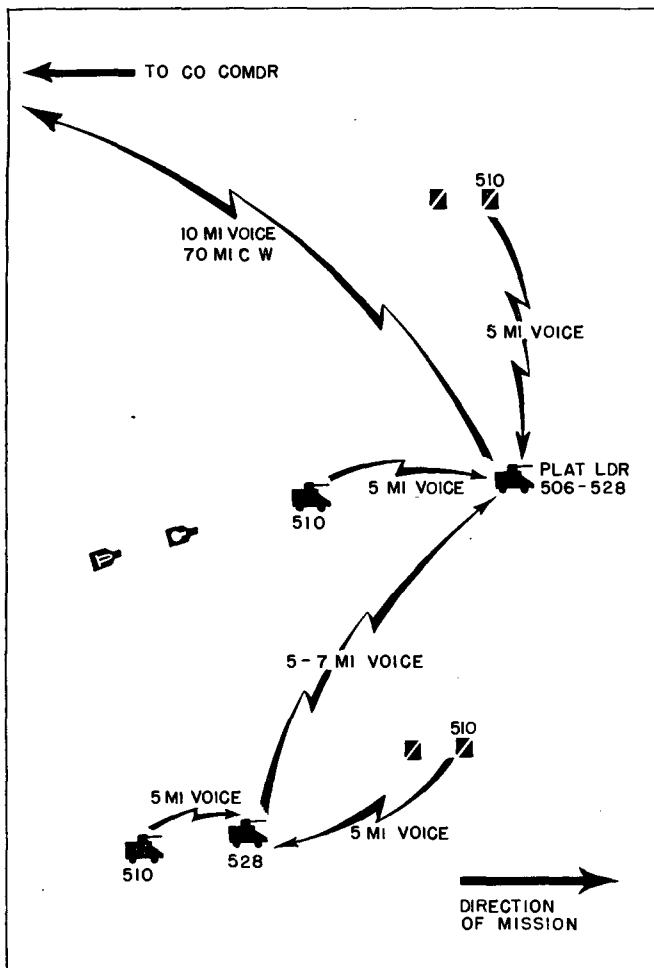 TO CO COMDR
510
10 MI VOICE
70 MI C W
5 MI VOICE
PLAT LDR
506-528
5 MI VOICE
510
C
D
5 - 7 MI VOICE
510
5 MI VOICE
5 MI VOICE
528
510
DIRECTION
OF MISSION